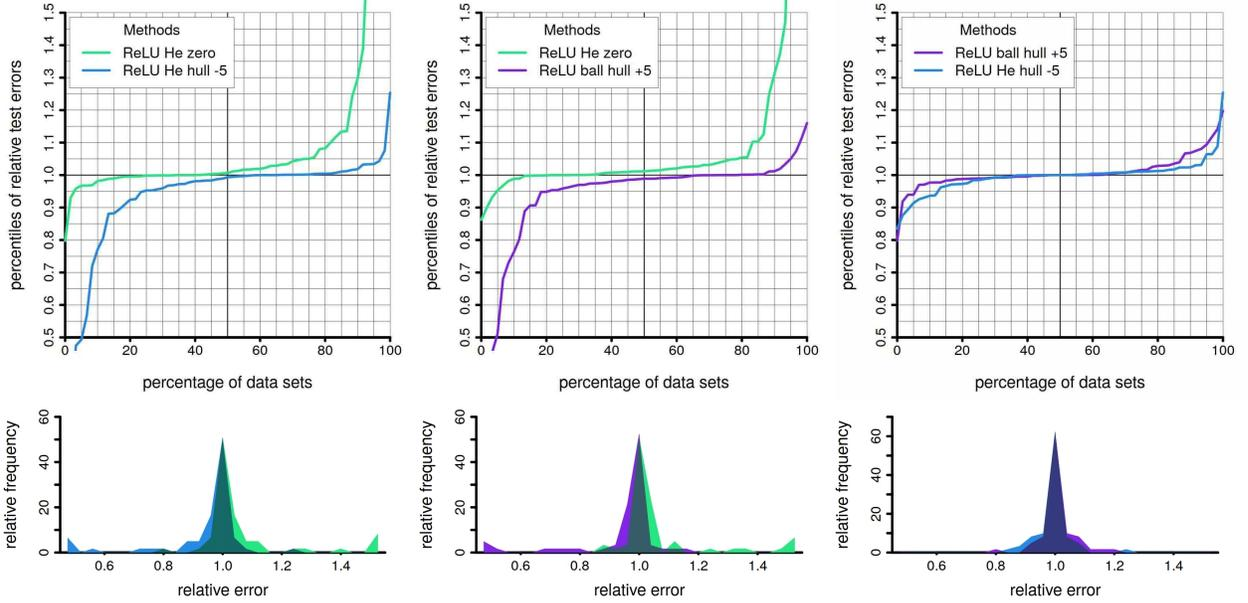 percentiles of relative test errors
0.5 0.6 0.7 0.8 0.9 1.0 1.1 1.2 1.3 1.4 1.5
Methods
ReLU He zero
ReLU He hull -5
0 20 40 60 80 100
percentage of data sets
percentiles of relative test errors
0.5 0.6 0.7 0.8 0.9 1.0 1.1 1.2 1.3 1.4 1.5
Methods
ReLU He zero
ReLU ball hull +5
0 20 40 60 80 100
percentage of data sets
percentiles of relative test errors
0.5 0.6 0.7 0.8 0.9 1.0 1.1 1.2 1.3 1.4 1.5
Methods
ReLU ball hull +5
ReLU He hull -5
0 20 40 60 80 100
percentage of data sets
relative frequency
0 20 40 60
0.6 0.8 1.0 1.2 1.4
relative error
relative frequency
0 20 40 60
0.6 0.8 1.0 1.2 1.4
relative error
relative frequency
0 20 40 60
0.6 0.8 1.0 1.2 1.4
relative error